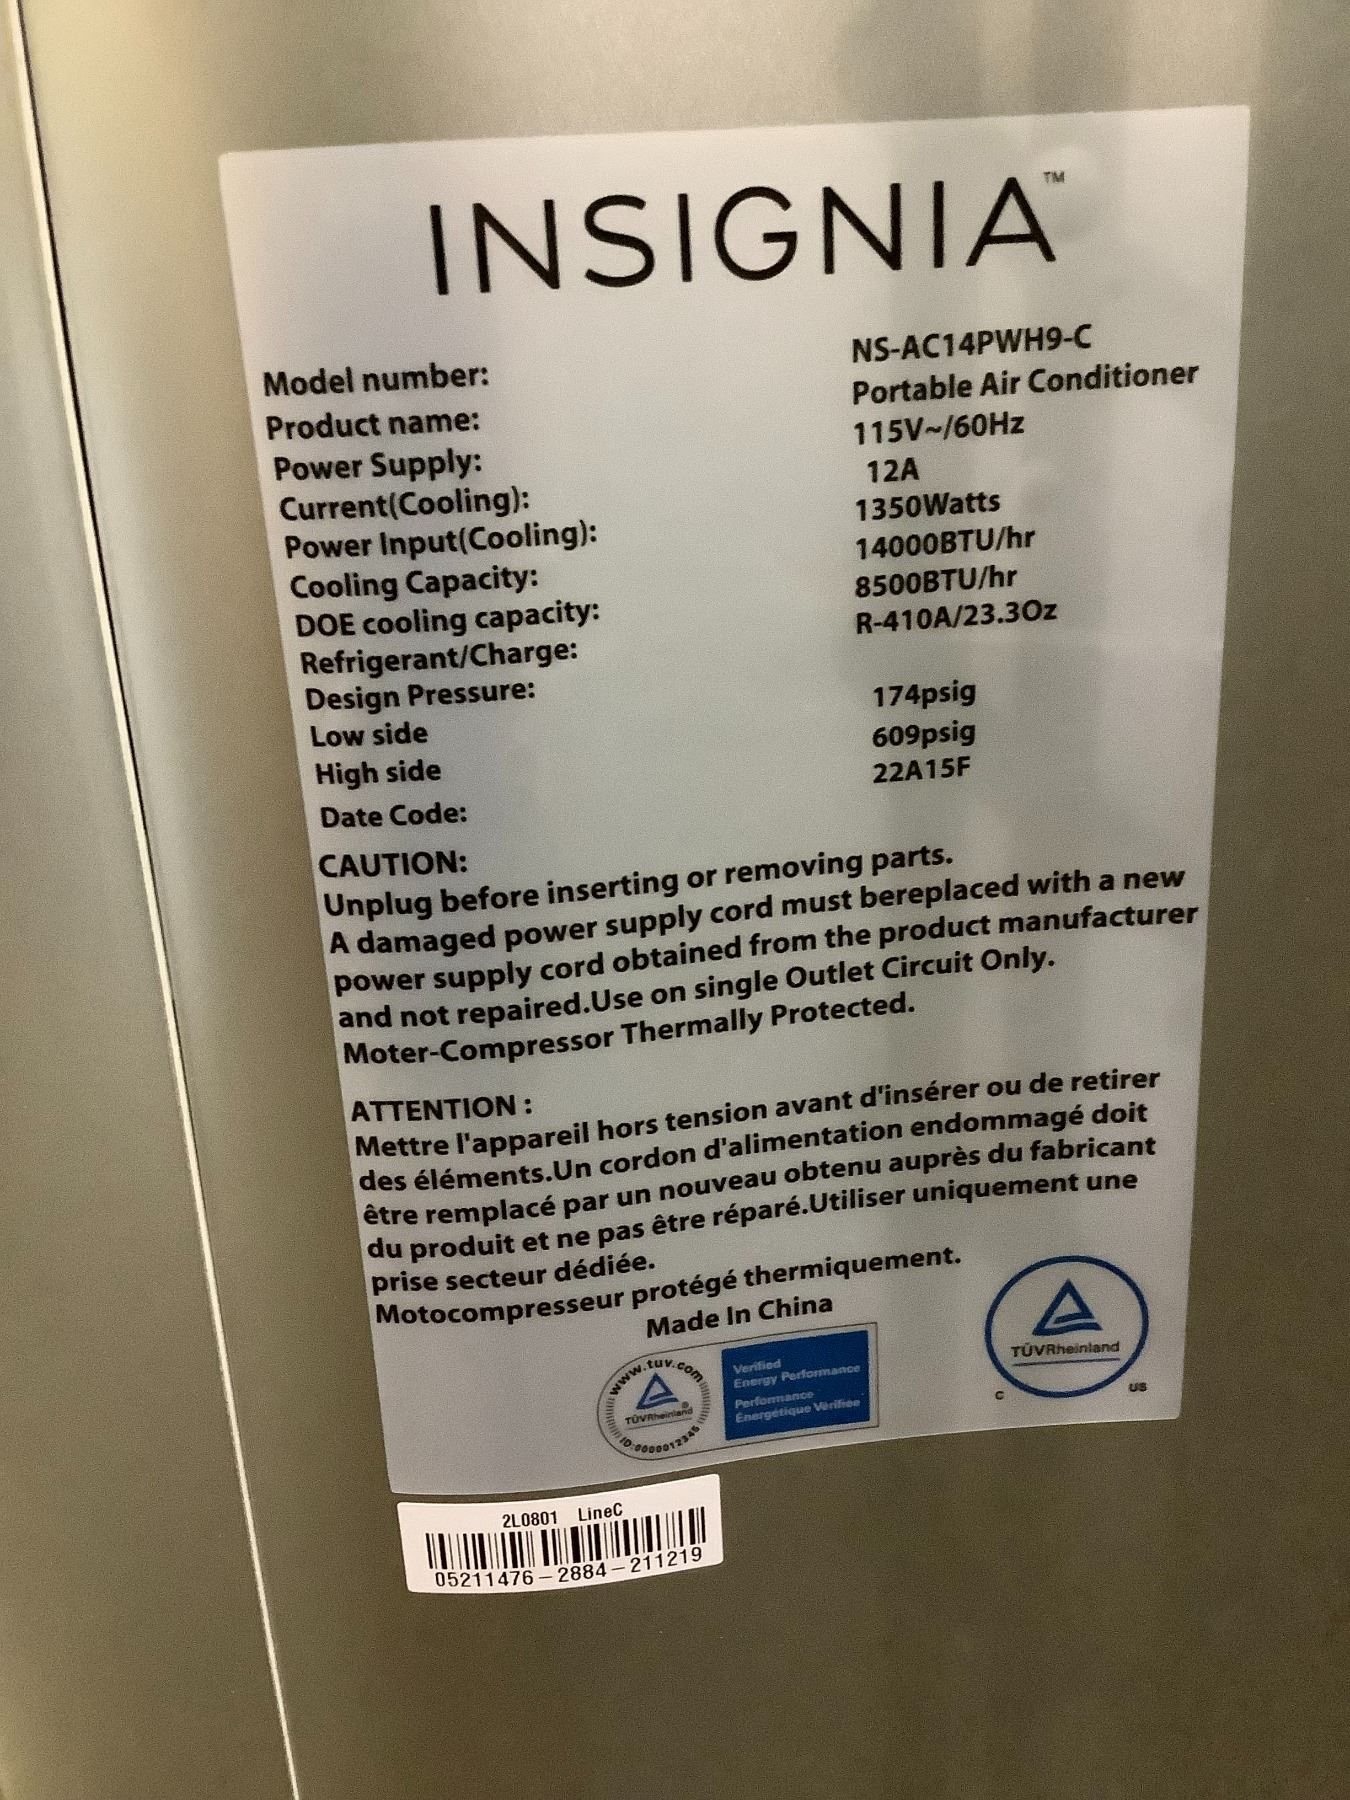 INSIGNIA™
Model number: NS-AC14PWH9-C
Product name: Portable Air Conditioner
Power Supply: 115V~/60Hz
Current(Cooling): 12A
Power Input(Cooling): 1350Watts
Cooling Capacity: 14000BTU/hr
DOE cooling capacity: 8500BTU/hr
Refrigerant/Charge: R-410A/23.3Oz
Design Pressure:
Low side 174psig
High side 609psig
Date Code: 22A15F
CAUTION:
Unplug before inserting or removing parts.
A damaged power supply cord must bereplaced with a new
power supply cord obtained from the product manufacturer
and not repaired.Use on single Outlet Circuit Only.
Moter-Compressor Thermally Protected.
ATTENTION :
Mettre l'appareil hors tension avant d'insérer ou de retirer
des éléments.Un cordon d'alimentation endommagé doit
être remplacé par un nouveau obtenu auprès du fabricant
du produit et ne pas être réparé.Utiliser uniquement une
prise secteur dédiée.
Motocompresseur protégé thermiquement.
Made In China
www.tuv.com
TÜVRheinland®
ID:0000012345
Verified
Energy Performance
Performance
Énergétique Vérifiée
TÜVRheinland
C US
2L0801 LineC
05211476-2884-211219